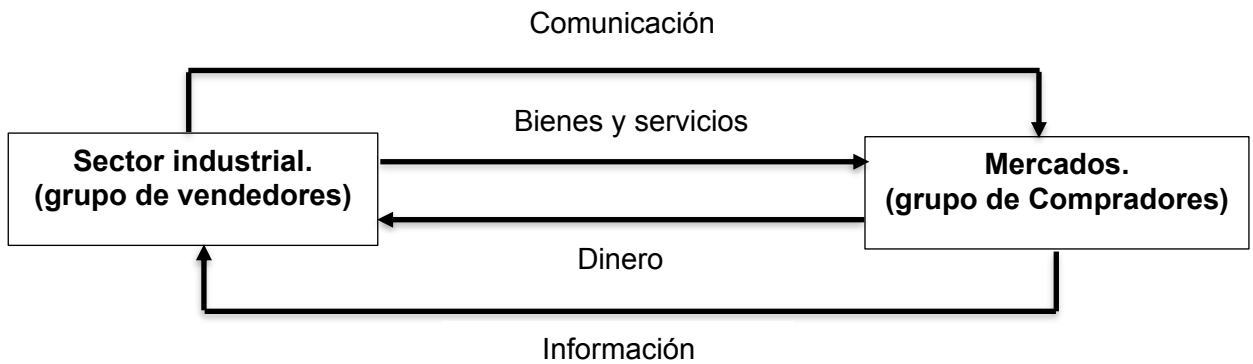 Comunicación
Bienes y servicios
Sector industrial.
(grupo de vendedores)
Mercados.
(grupo de Compradores)
Dinero
Información